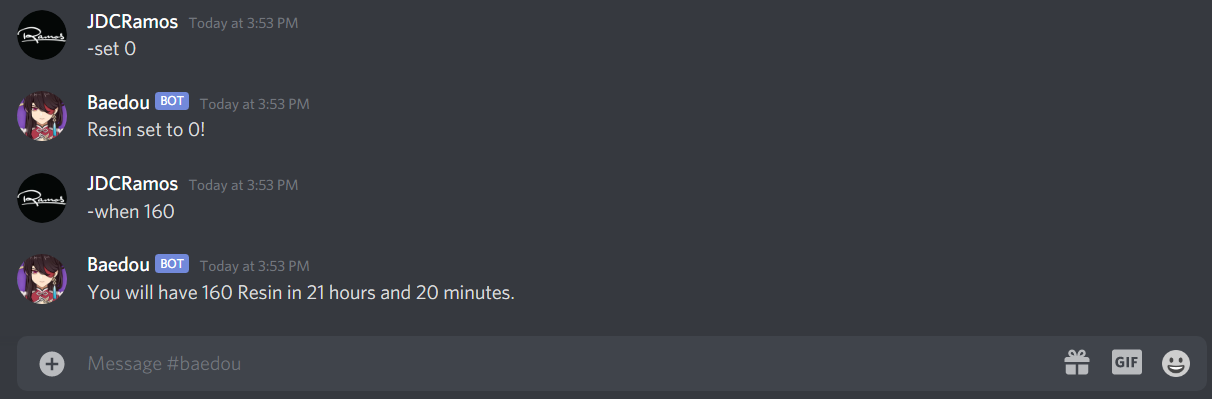 JDCRamos Today at 3:53 PM
-set 0
Baedou BOT Today at 3:53 PM
Resin set to 0!
JDCRamos Today at 3:53 PM
-when 160
Baedou BOT Today at 3:53 PM
You will have 160 Resin in 21 hours and 20 minutes.
Message #baedou
GIF
Ramos
Ramos